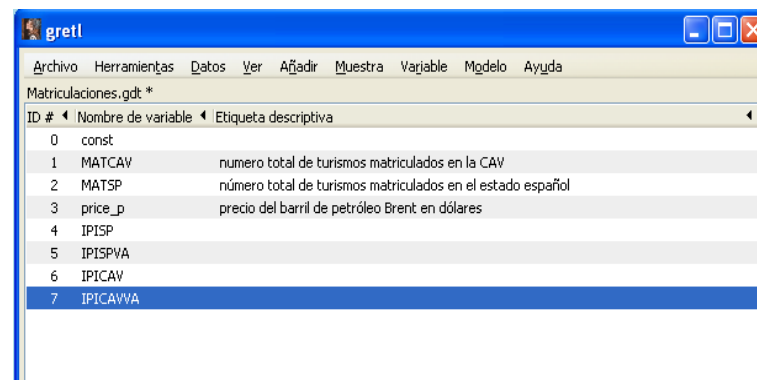 gretl
Archivo Herramientas Datos Ver Añadir Muestra Variable Modelo Ayuda
Matriculaciones.gdt *
ID # Nombre de variable Etiqueta descriptiva
0 const
1 MATCAV numero total de turismos matriculados en la CAV
2 MATSP número total de turismos matriculados en el estado español
3 price_p precio del barril de petróleo Brent en dólares
4 IPISP
5 IPISPVA
6 IPICAV
7 IPICAVVA